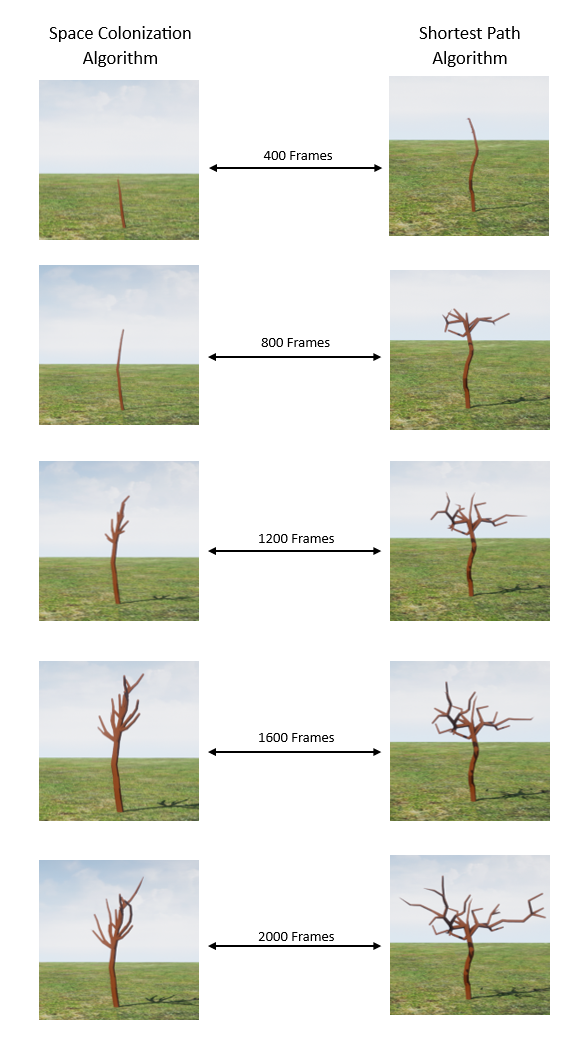 Space Colonization
Algorithm
Shortest Path
Algorithm
400 Frames
800 Frames
1200 Frames
1600 Frames
2000 Frames